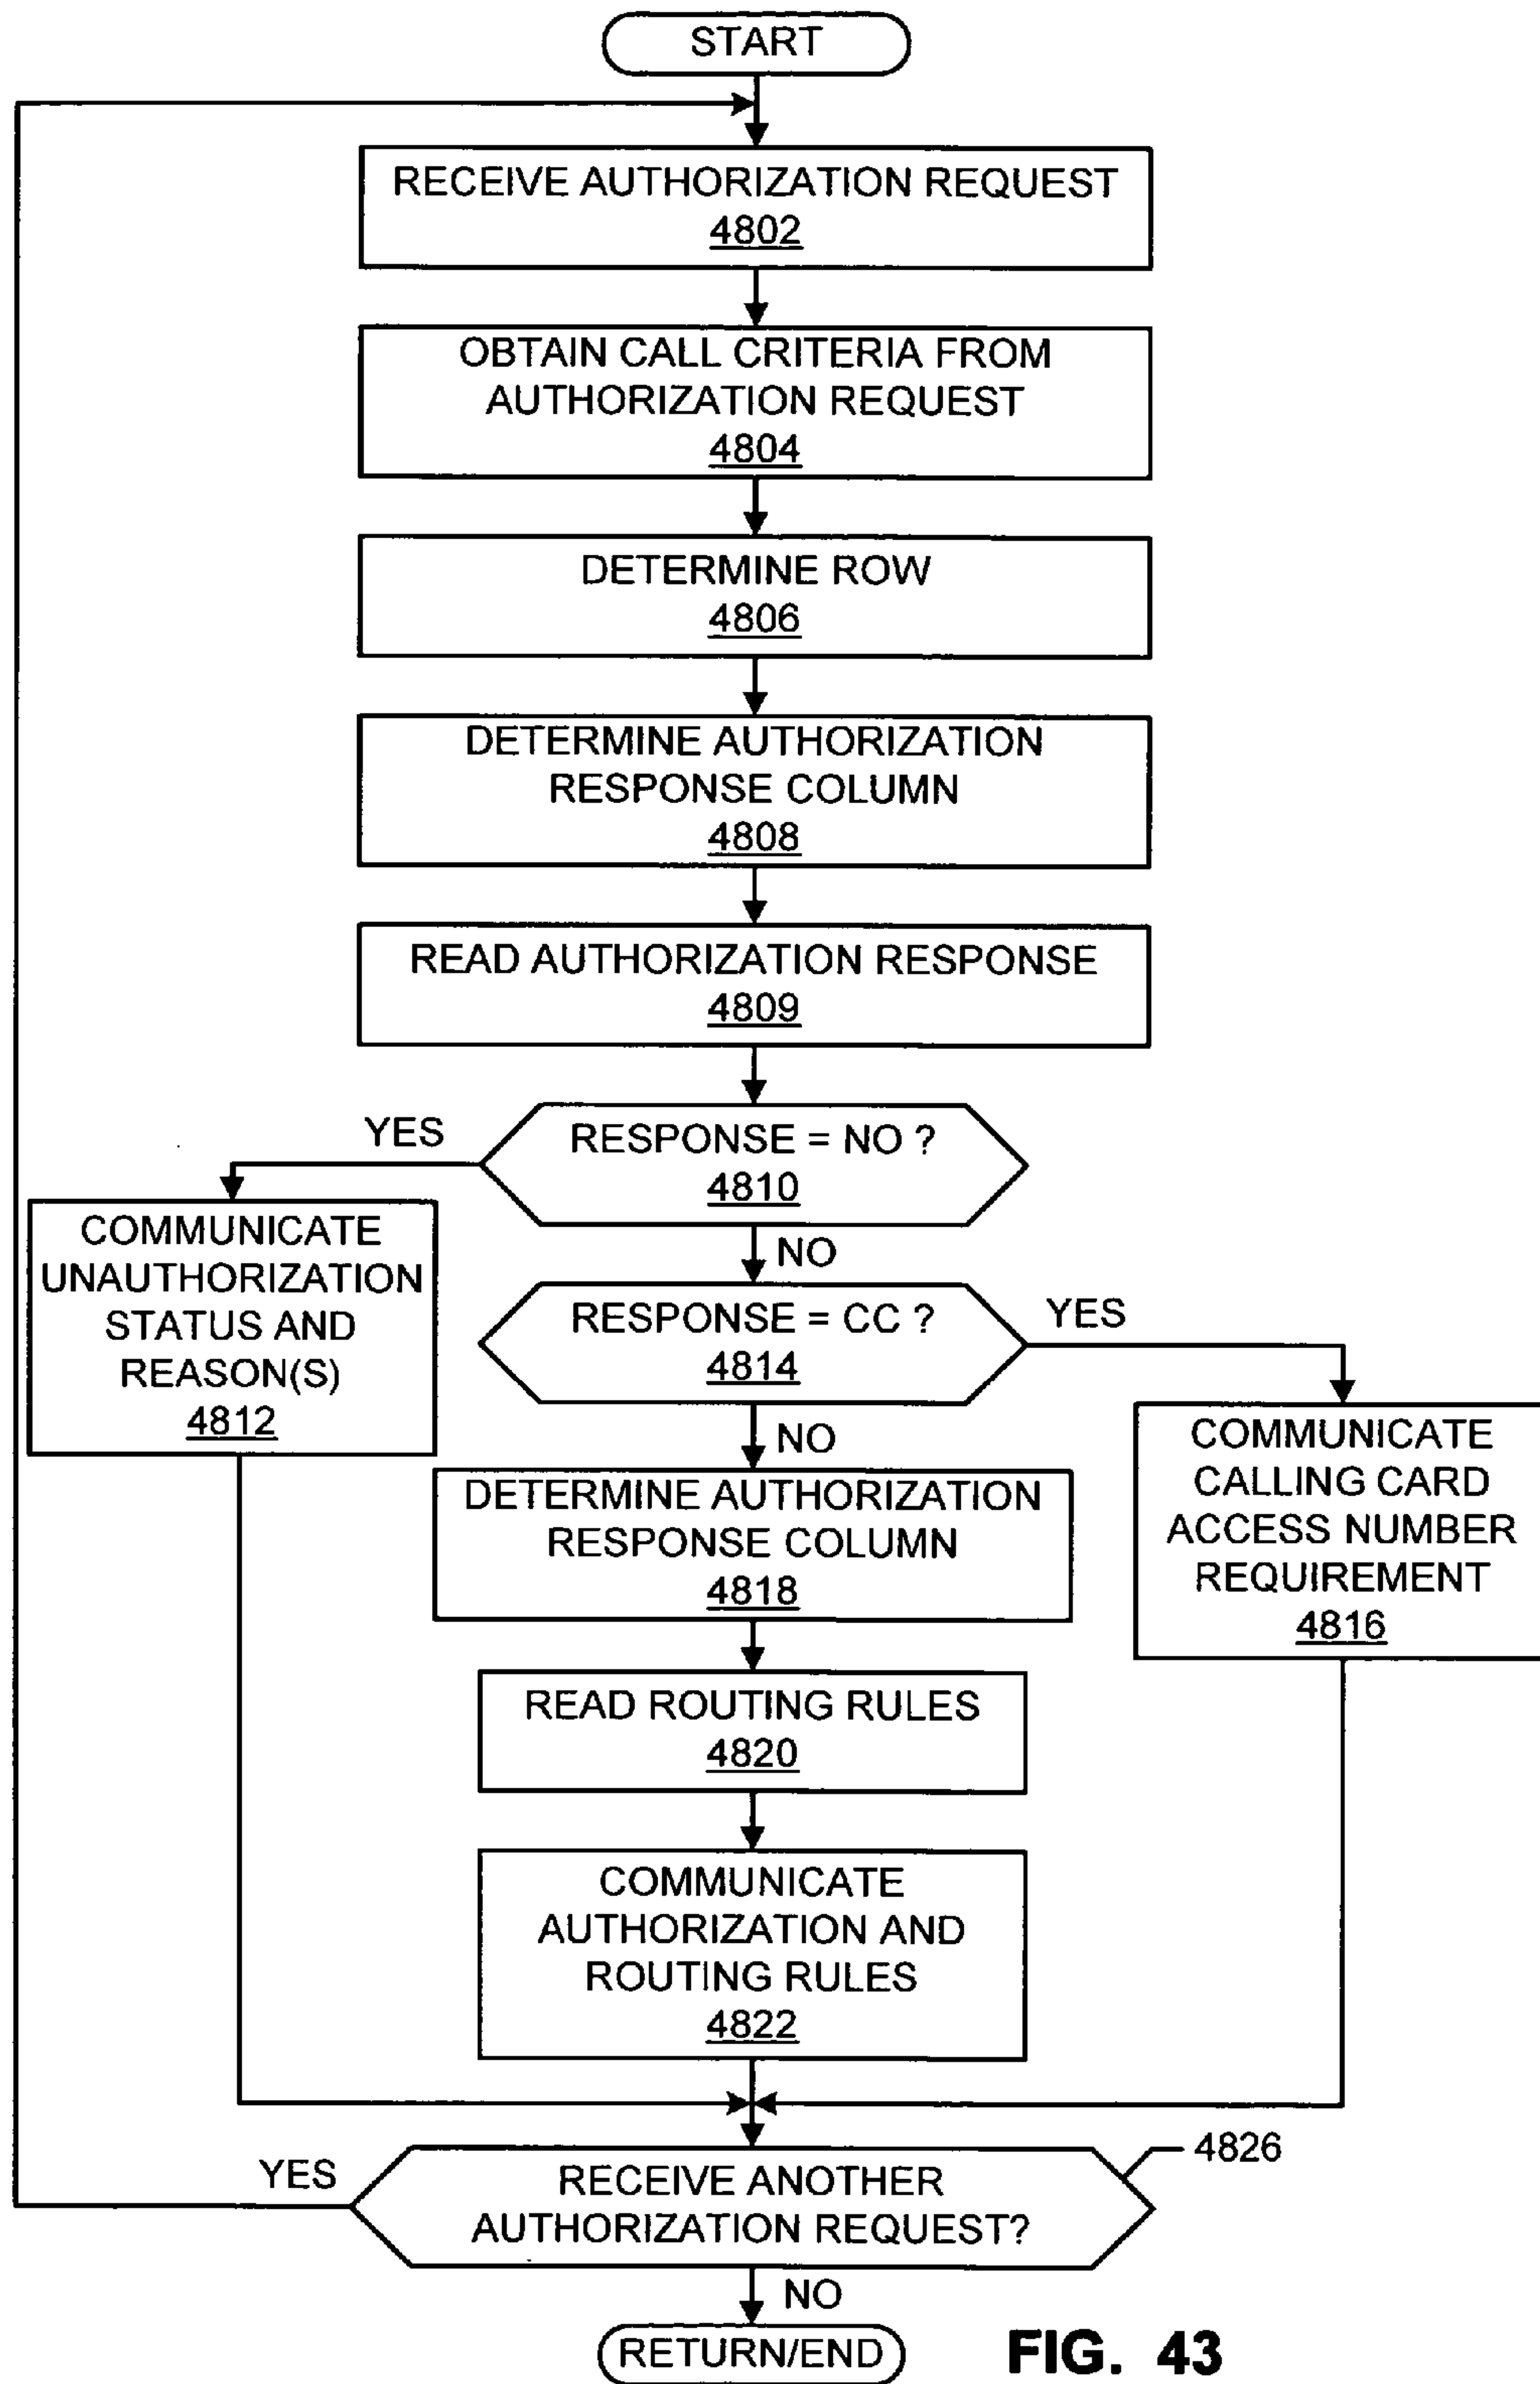 START
RECEIVE AUTHORIZATION REQUEST
4802
OBTAIN CALL CRITERIA FROM
AUTHORIZATION REQUEST
4804
DETERMINE ROW
4806
DETERMINE AUTHORIZATION
RESPONSE COLUMN
4808
READ AUTHORIZATION RESPONSE
4809
RESPONSE = NO ?
4810
YES
NO
COMMUNICATE
UNAUTHORIZATION
STATUS AND
REASON(S)
4812
RESPONSE = CC ?
4814
YES
NO
COMMUNICATE
CALLING CARD
ACCESS NUMBER
REQUIREMENT
4816
DETERMINE AUTHORIZATION
RESPONSE COLUMN
4818
READ ROUTING RULES
4820
COMMUNICATE
AUTHORIZATION AND
ROUTING RULES
4822
4826
YES
RECEIVE ANOTHER
AUTHORIZATION REQUEST?
NO
RETURN/END
FIG. 43